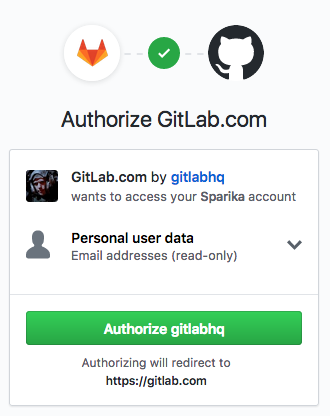 Authorize GitLab.com
GitLab.com by gitlabhq
wants to access your Sparika account
Personal user data
Email addresses (read-only)
Authorize gitlabhq
Authorizing will redirect to
https://gitlab.com